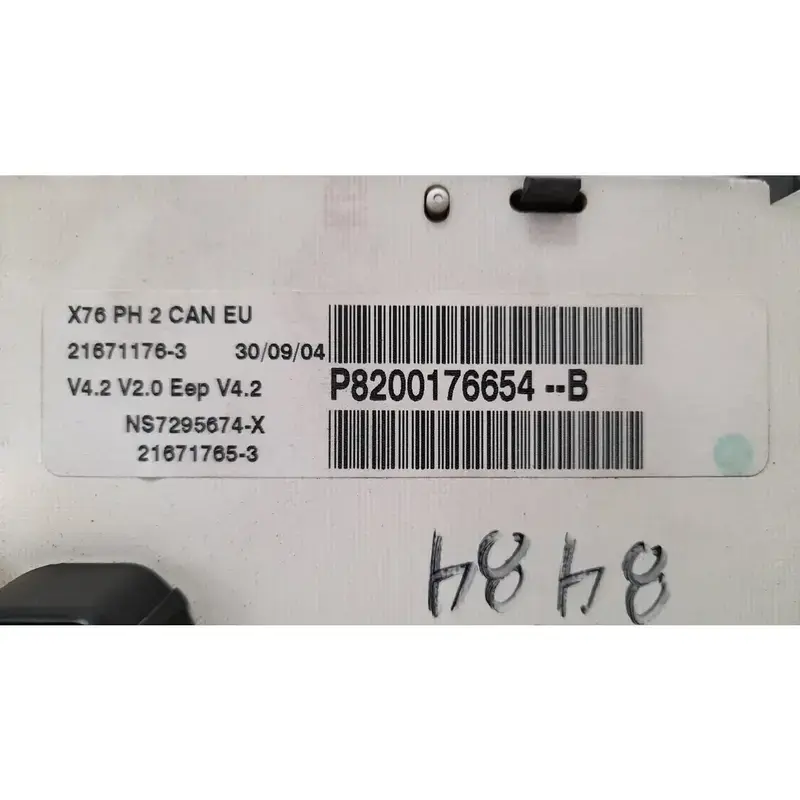 X76 PH 2 CAN EU
21671176-3 30/09/04
V4.2 V2.0 Eep V4.2
P8200176654 --B
NS7295674-X
21671765-3
8484